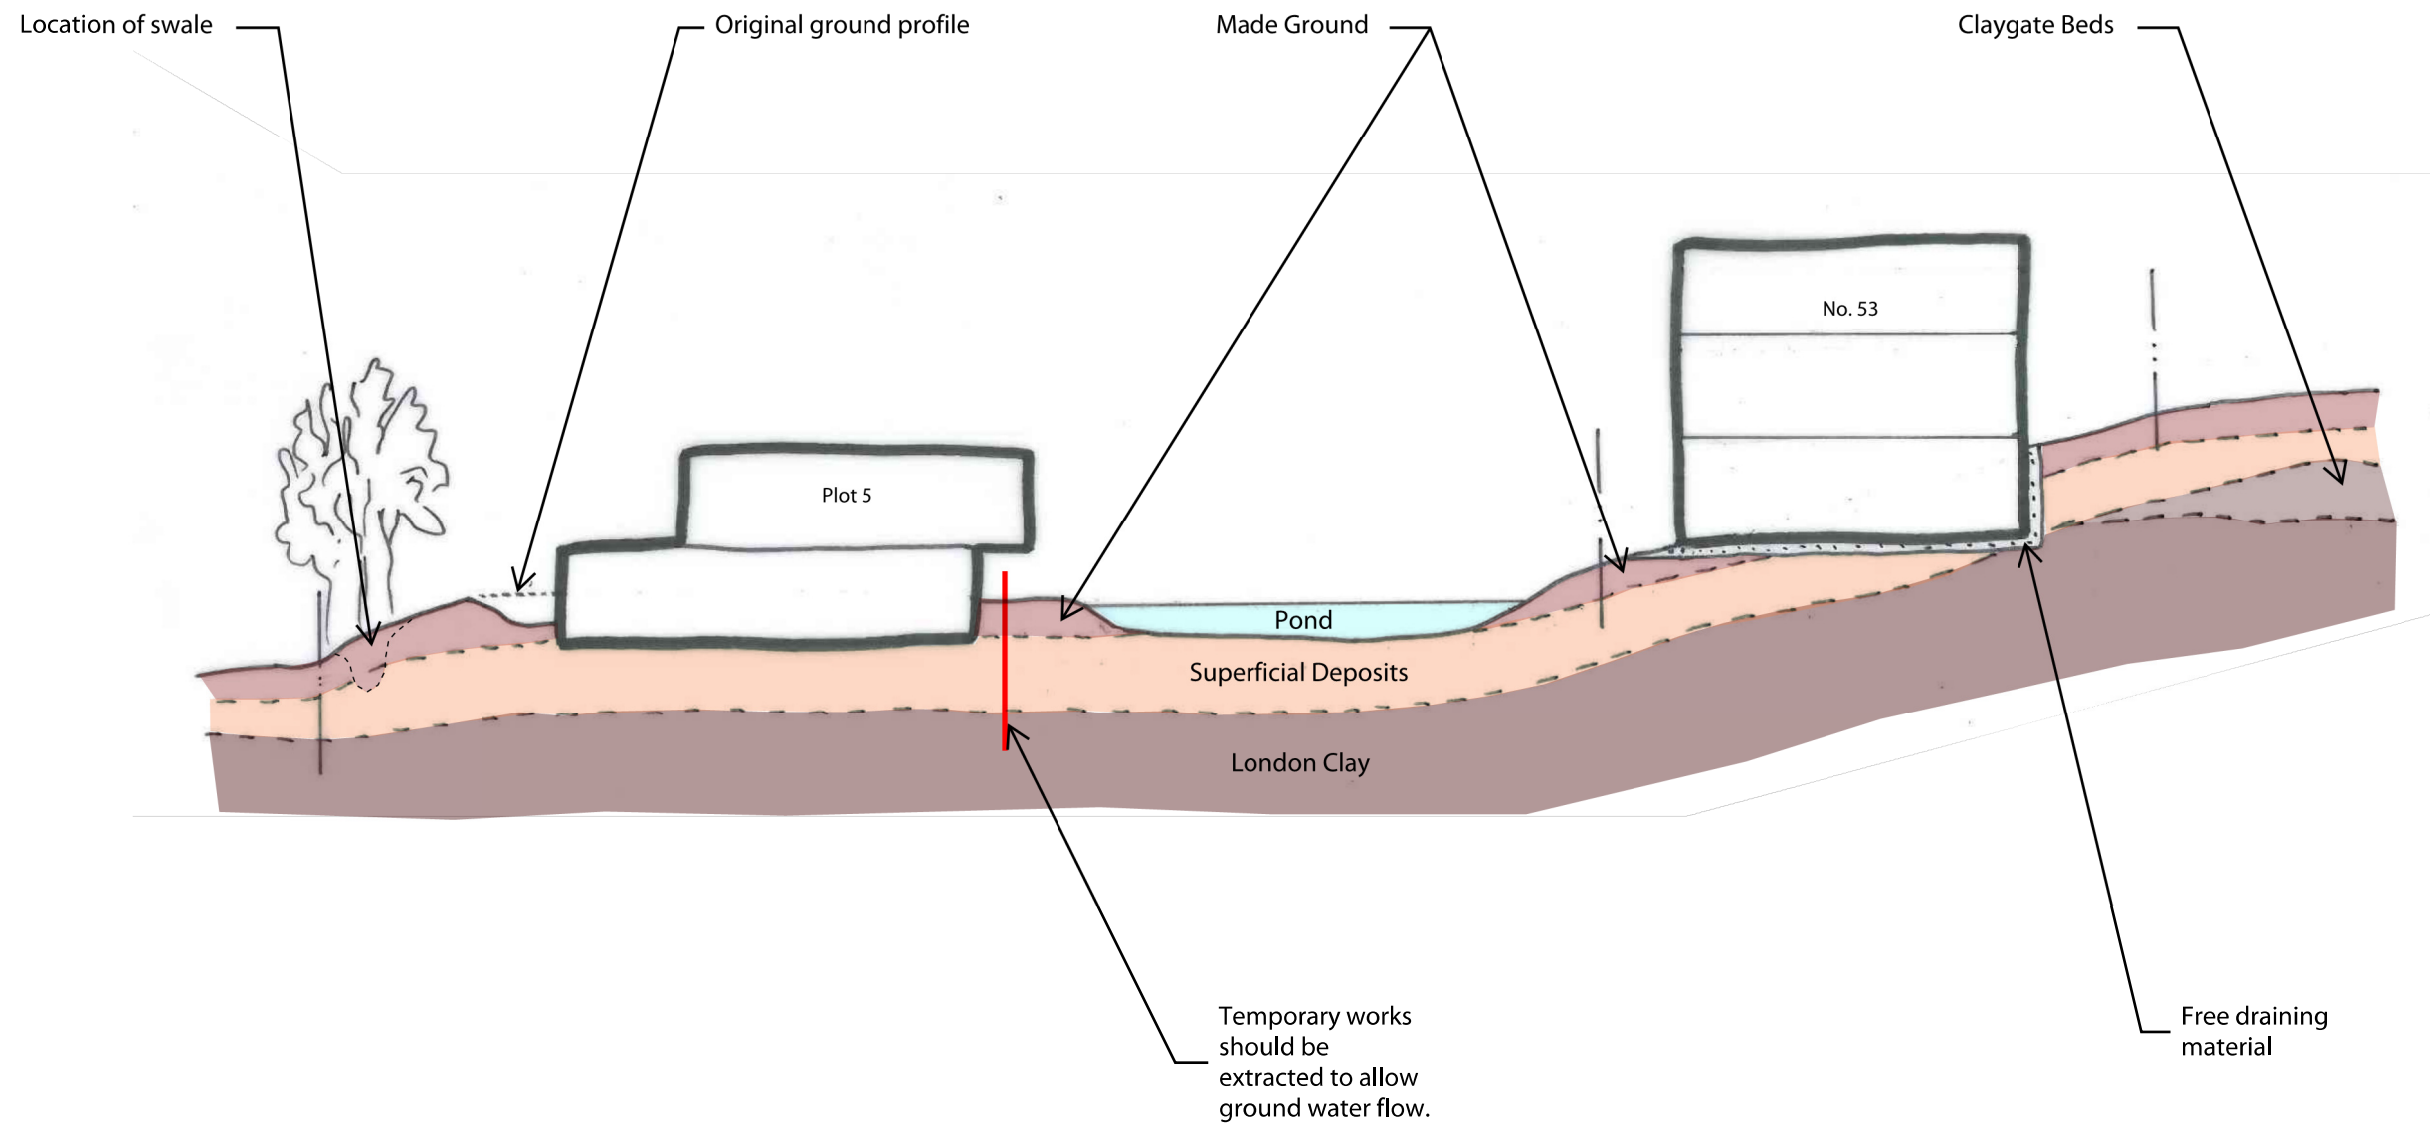 Location of swale
Original ground profile
Made Ground
Claygate Beds
No. 53
Plot 5
Pond
Superficial Deposits
London Clay
Temporary works
should be
extracted to allow
ground water flow.
Free draining
material